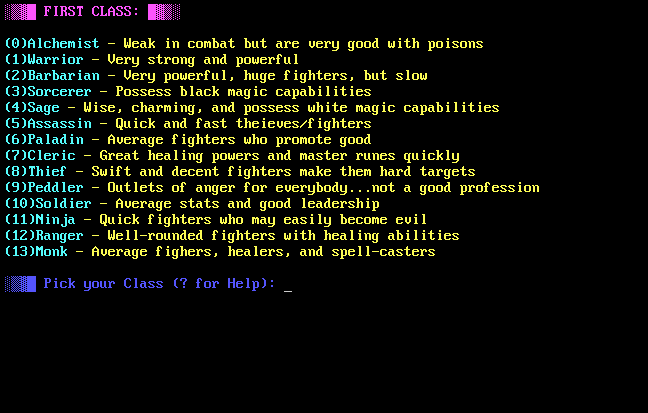 FIRST CLASS:
(0)Alchemist - Weak in combat but are very good with poisons
(1)Warrior - Very strong and powerful
(2)Barbarian - Very powerful, huge fighters, but slow
(3)Sorcerer - Possess black magic capabilities
(4)Sage - Wise, charming, and possess white magic capabilities
(5)Assassin - Quick and fast theieves/fighters
(6)Paladin - Average fighters who promote good
(7)Cleric - Great healing powers and master runes quickly
(8)Thief - Swift and decent fighters make them hard targets
(9)Peddler - Outlets of anger for everybody...not a good profession
(10)Soldier - Average stats and good leadership
(11)Ninja - Quick fighters who may easily become evil
(12)Ranger - Well-rounded fighters with healing abilities
(13)Monk - Average fighers, healers, and spell-casters
Pick your Class (? for Help): _